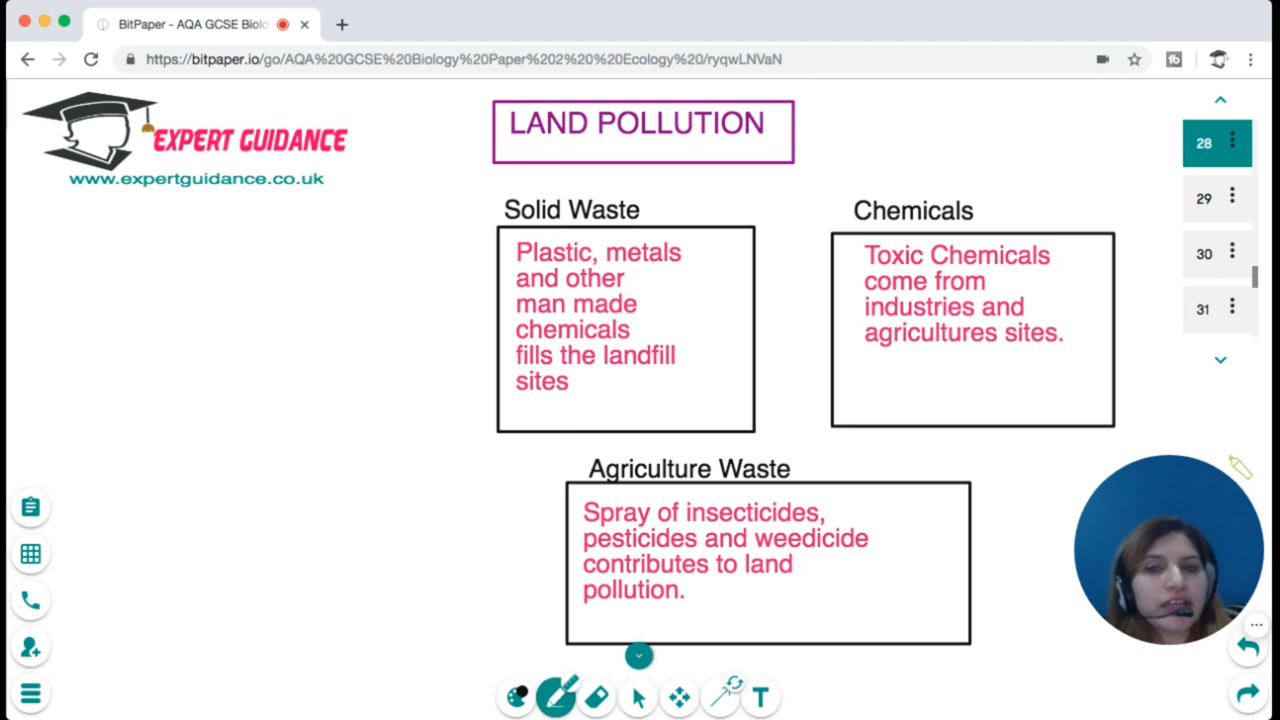 BitPaper - AQA GCSE Biolo
https://bitpaper.io/go/AQA%20GCSE%20Biology%20Paper%202%20%20Ecology%20/ryqwLNVaN
EXPERT GUIDANCE
www.expertguidance.co.uk
LAND POLLUTION
28
29
30
31
Solid Waste
Plastic, metals
and other
man made
chemicals
fills the landfill
sites
Chemicals
Toxic Chemicals
come from
industries and
agricultures sites.
Agriculture Waste
Spray of insecticides,
pesticides and weedicide
contributes to land
pollution.
T